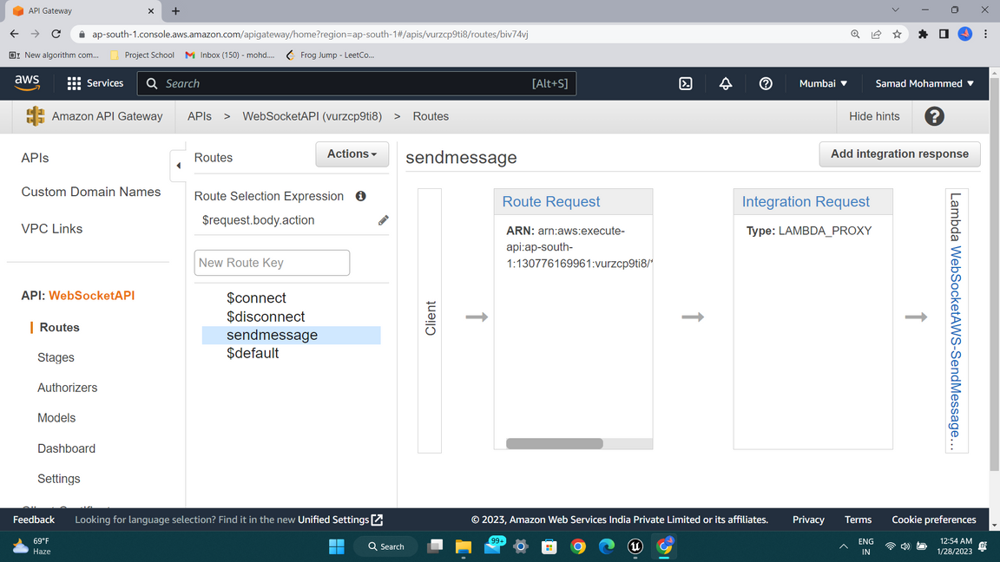 API Gateway
ap-south-1.console.aws.amazon.com/apigateway/home?region=ap-south-1#/apis/vurzcp9ti8/routes/biv74vj
New algorithm com...
Project School
Inbox (150) - mohd....
Frog Jump - LeetCo...
aws
Services
Search
[Alt+S]
Mumbai
Samad Mohammed
Amazon API Gateway
APIs > WebSocketAPI (vurzcp9ti8) > Routes
Hide hints
APIs
Custom Domain Names
VPC Links
API: WebSocketAPI
Routes
Stages
Authorizers
Models
Dashboard
Settings
Routes
Actions
Route Selection Expression
$request.body.action
New Route Key
$connect
$disconnect
sendmessage
$default
sendmessage
Add integration response
Client
Route Request
ARN: arn:aws:execute-
api:ap-south-
1:130776169961:vurzcp9ti8/*
Integration Request
Type: LAMBDA_PROXY
Lambda WebSocketAWS-SendMessage...
Feedback
Looking for language selection? Find it in the new Unified Settings
© 2023, Amazon Web Services India Private Limited or its affiliates.
Privacy
Terms
Cookie preferences
69°F
Haze
Search
99+
ENG
IN
12:54 AM
1/28/2023